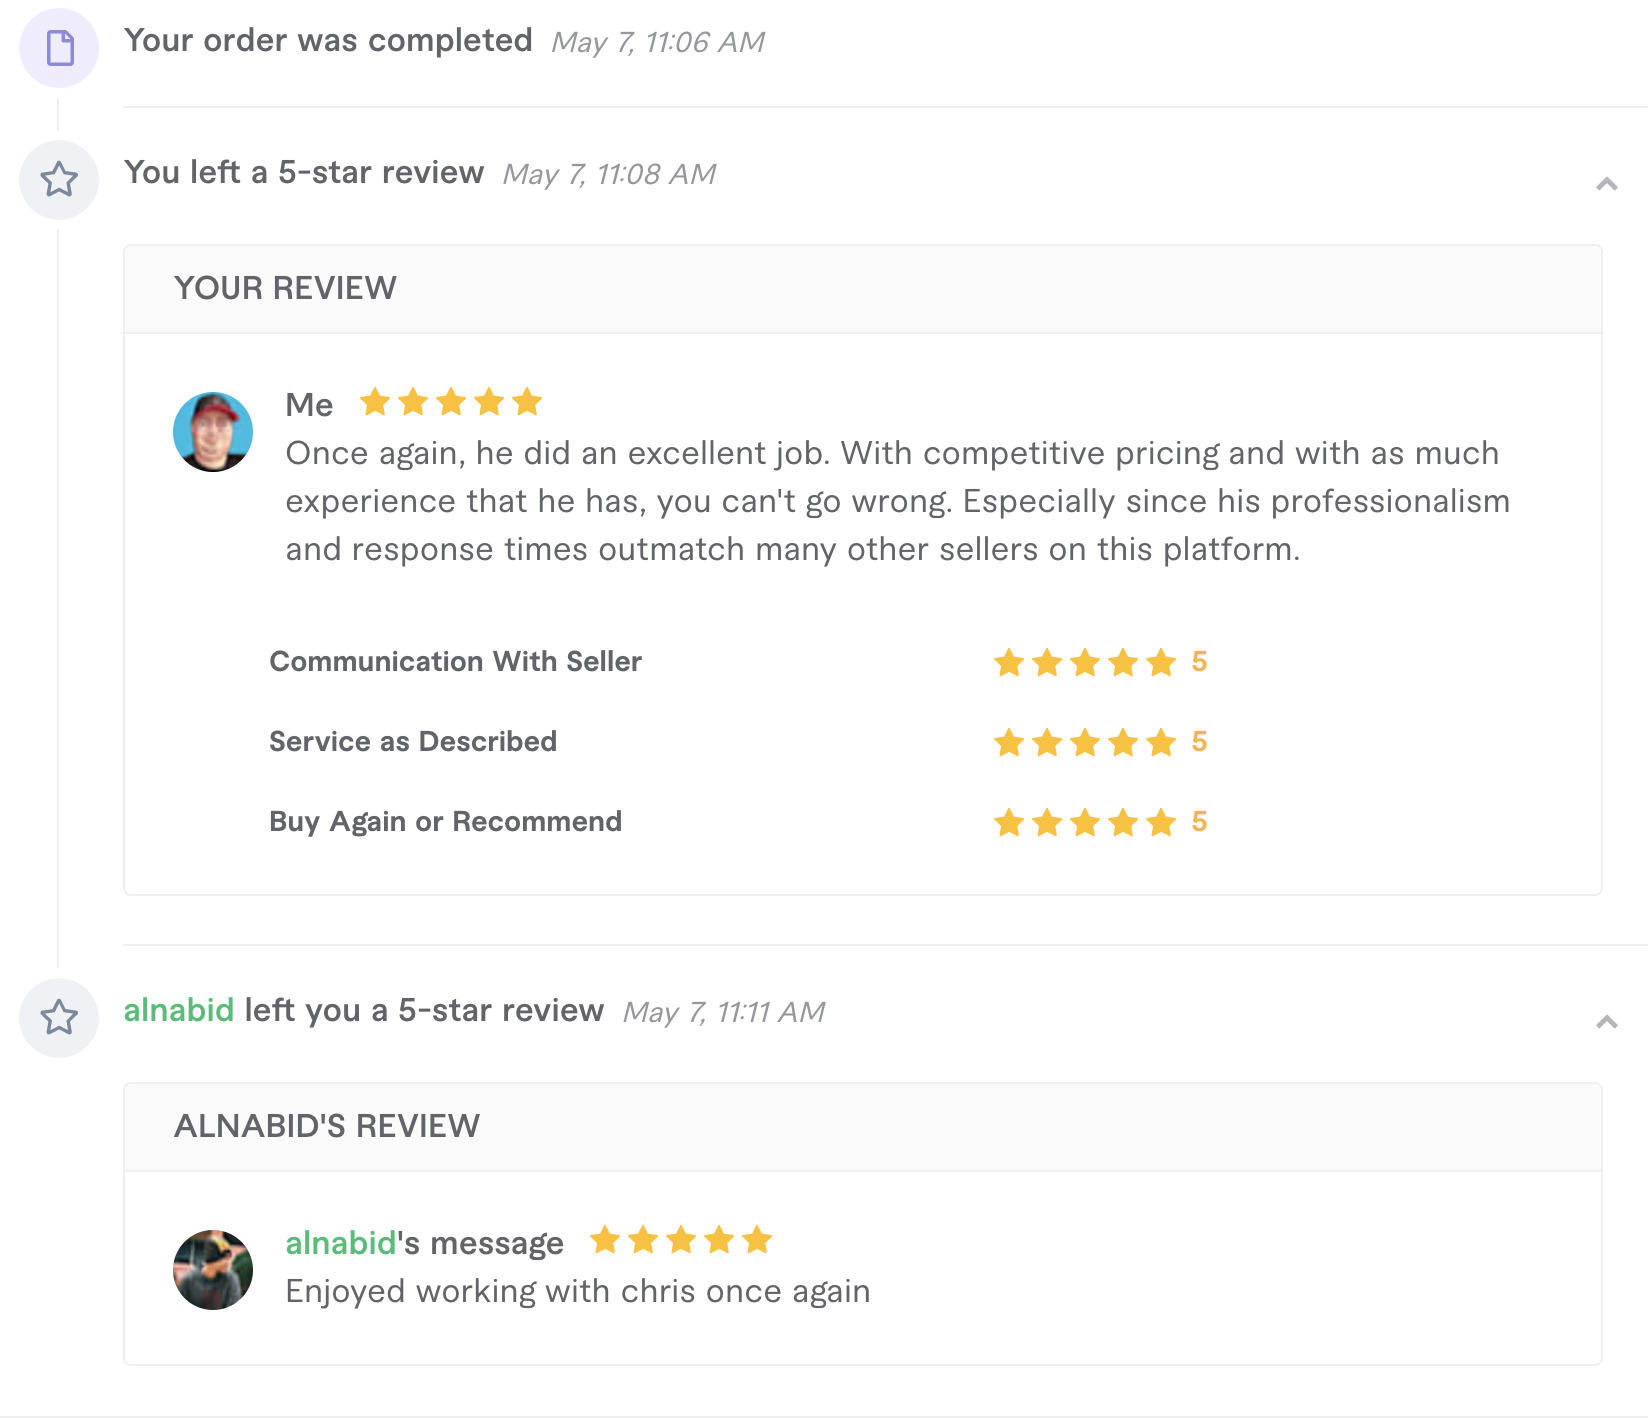 Your order was completed May 7, 11:06 AM
You left a 5-star review May 7, 11:08 AM
YOUR REVIEW
Me
Once again, he did an excellent job. With competitive pricing and with as much
experience that he has, you can't go wrong. Especially since his professionalism
and response times outmatch many other sellers on this platform.
Communication With Seller 5
Service as Described 5
Buy Again or Recommend 5
alnabid left you a 5-star review May 7, 11:11 AM
ALNABID'S REVIEW
alnabid's message
Enjoyed working with chris once again